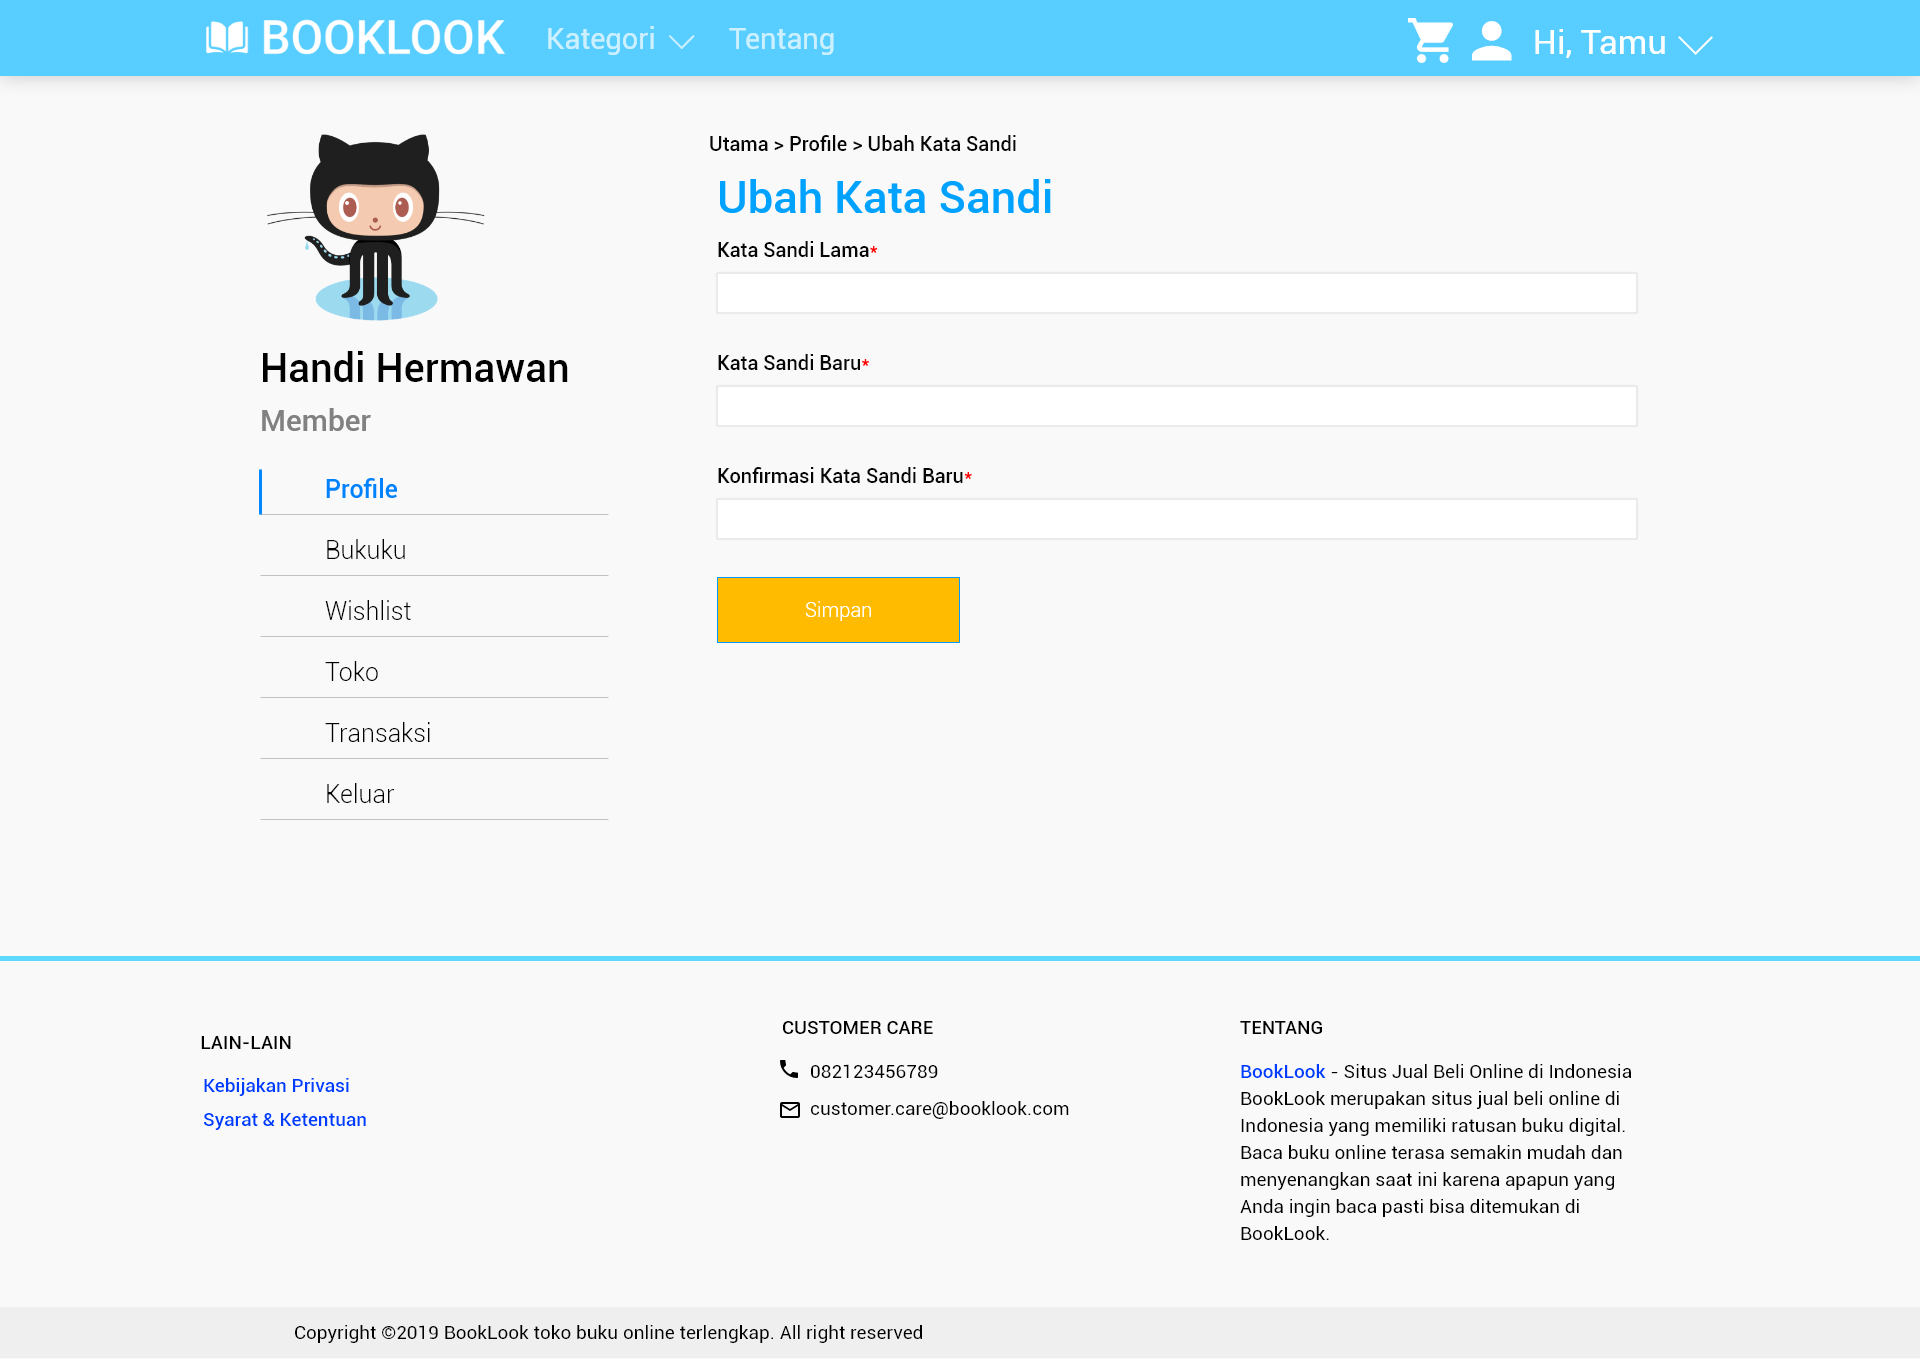 BOOKLOOK Kategori Tentang Hi, Tamu
Utama > Profile > Ubah Kata Sandi
Ubah Kata Sandi
Kata Sandi Lama*
Kata Sandi Baru*
Konfirmasi Kata Sandi Baru*
Simpan
Handi Hermawan
Member
Profile
Bukuku
Wishlist
Toko
Transaksi
Keluar
LAIN-LAIN
Kebijakan Privasi
Syarat & Ketentuan
CUSTOMER CARE
082123456789
customer.care@booklook.com
TENTANG
BookLook - Situs Jual Beli Online di Indonesia
BookLook merupakan situs jual beli online di
Indonesia yang memiliki ratusan buku digital.
Baca buku online terasa semakin mudah dan
menyenangkan saat ini karena apapun yang
Anda ingin baca pasti bisa ditemukan di
BookLook.
Copyright ©2019 BookLook toko buku online terlengkap. All right reserved